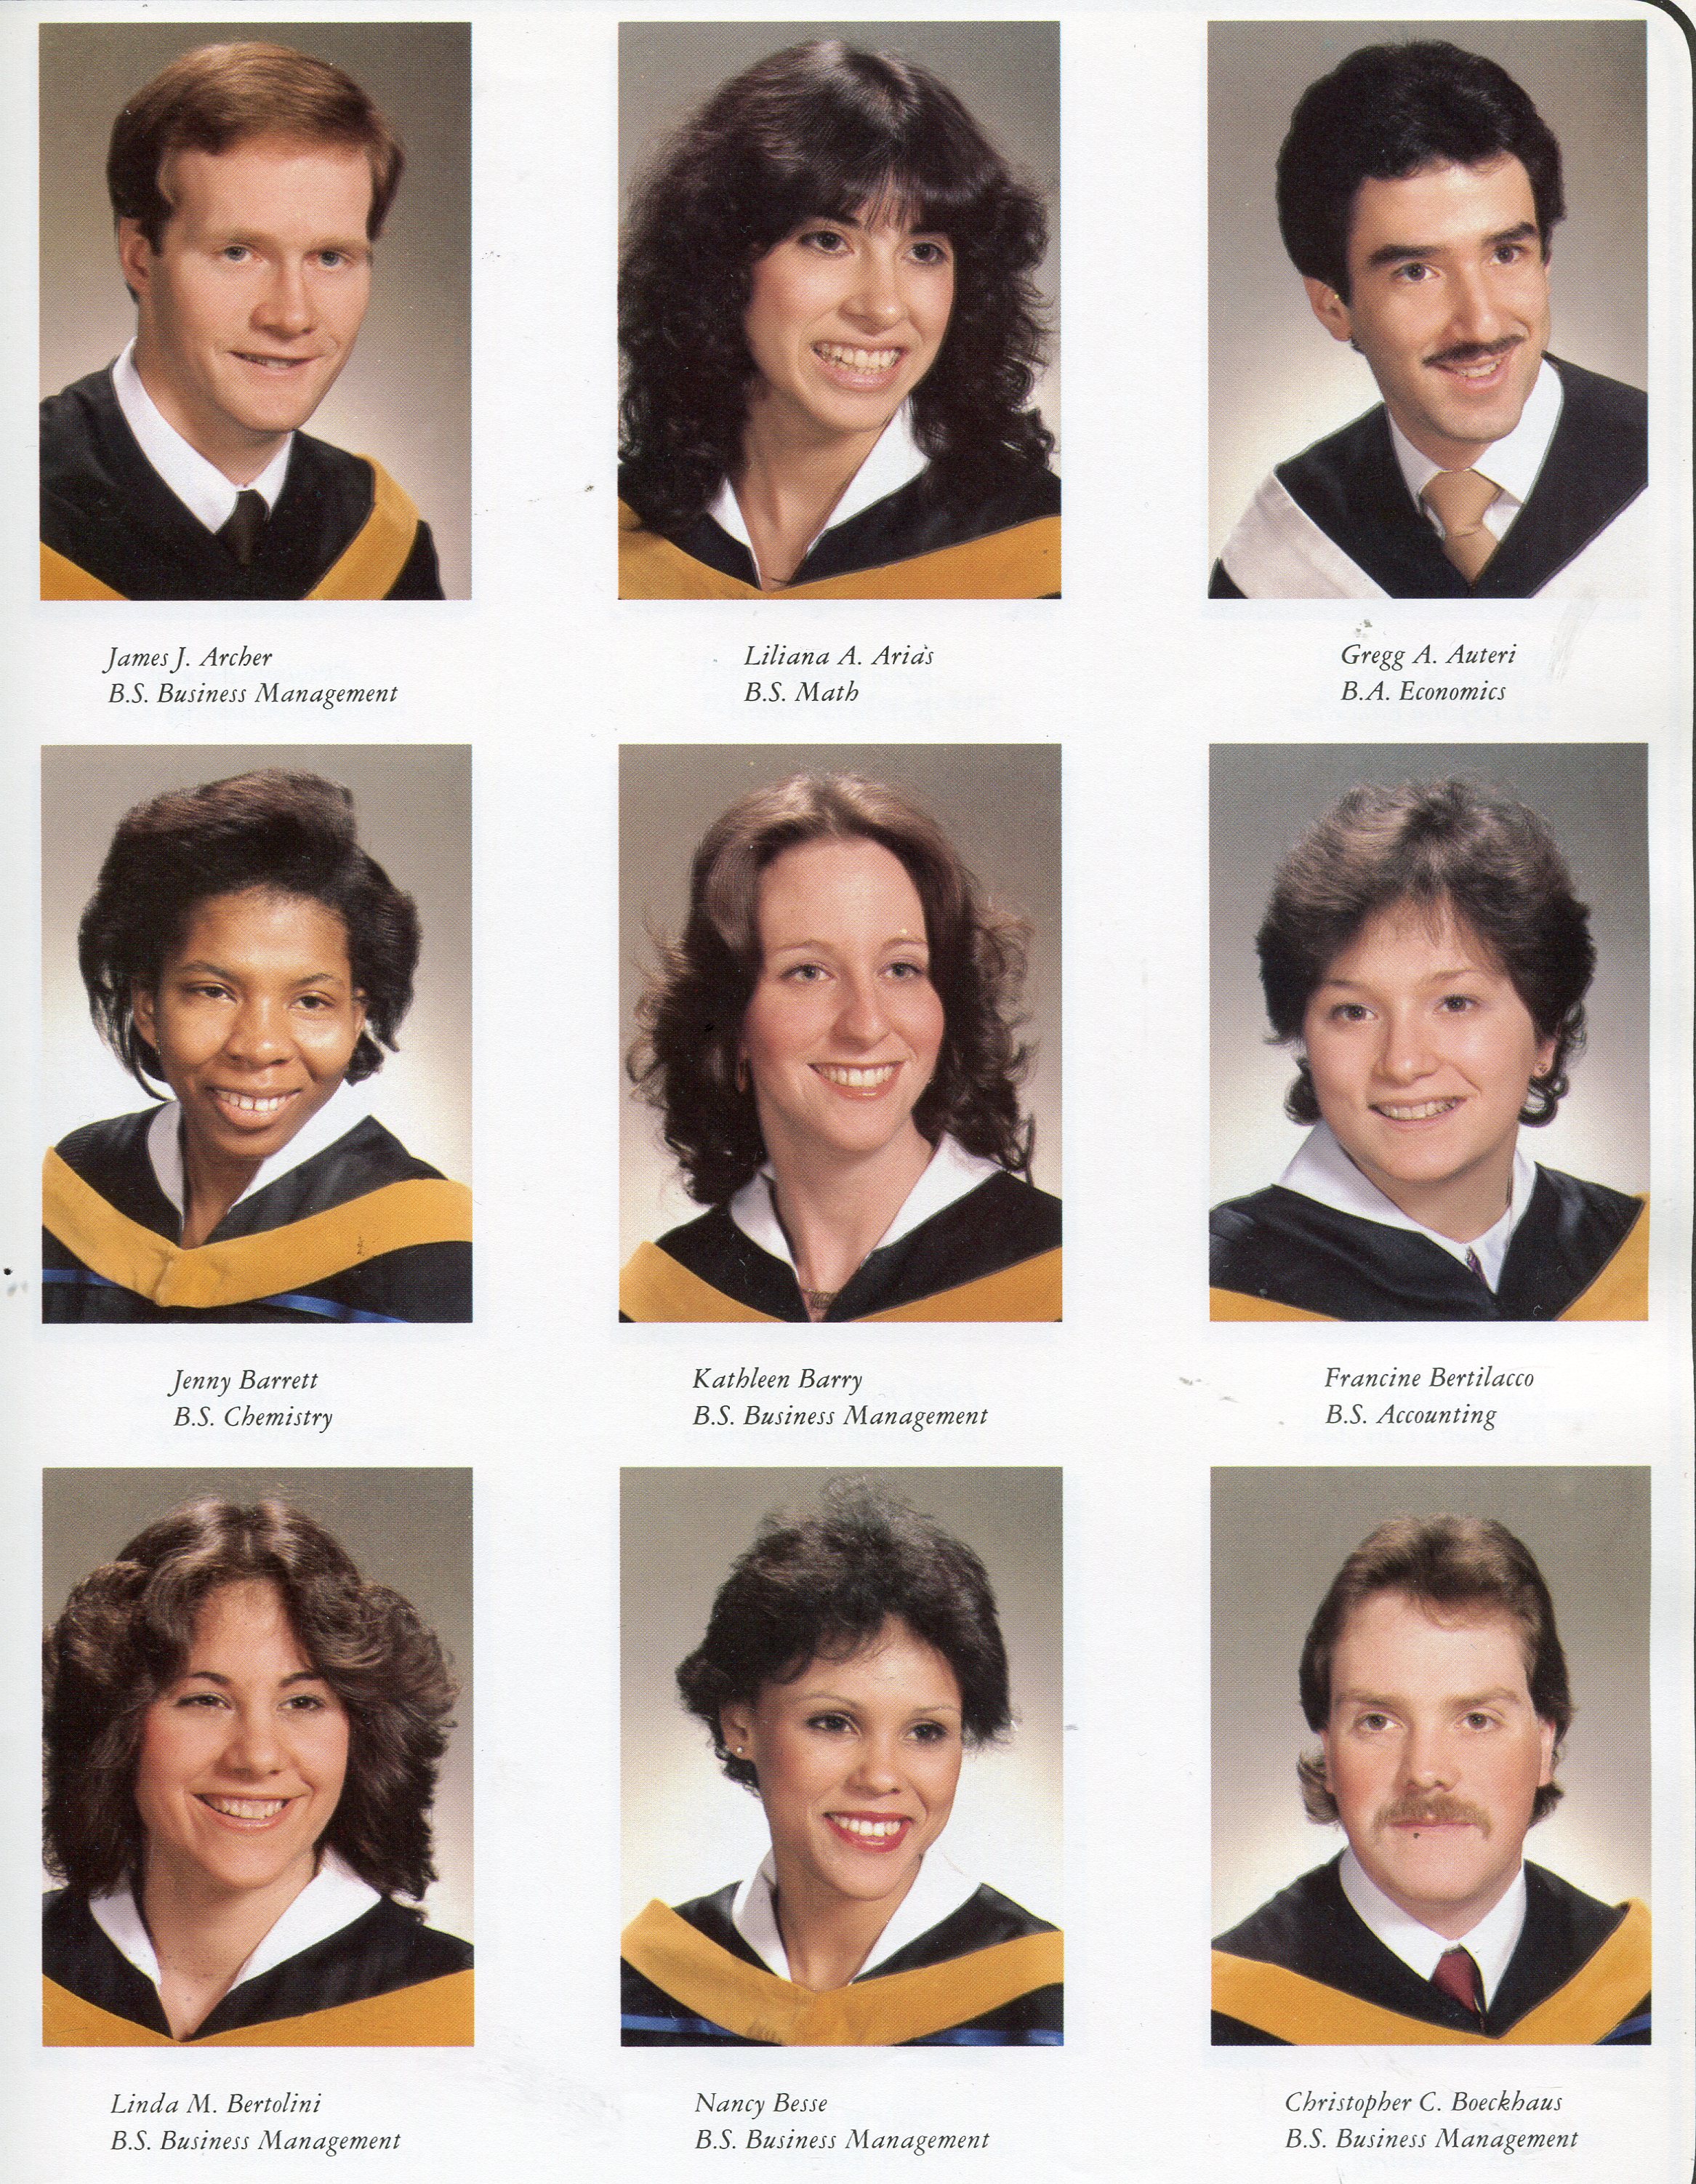 James J. Archer
B.S. Business Management
Liliana A. Arias
B.S. Math
Gregg A. Auteri
B.A. Economics
Jenny Barrett
B.S. Chemistry
Kathleen Barry
B.S. Business Management
Francine Bertilacco
B.S. Accounting
Linda M. Bertolini
B.S. Business Management
Nancy Besse
B.S. Business Management
Christopher C. Boeckhaus
B.S. Business Management